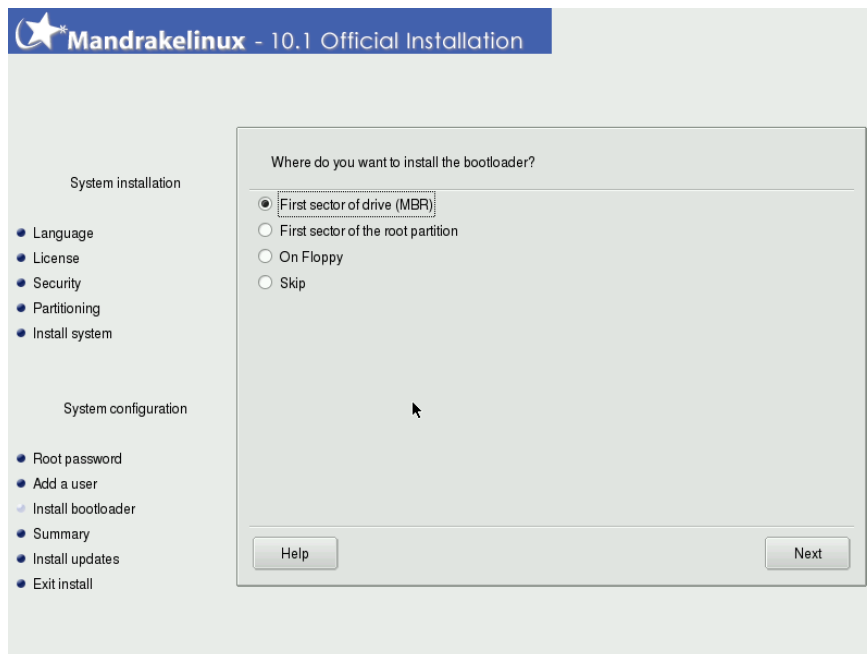 Mandrakelinux - 10.1 Official Installation
System installation
Language
License
Security
Partitioning
Install system
System configuration
Root password
Add a user
Install bootloader
Summary
Install updates
Exit install
Where do you want to install the bootloader?
First sector of drive (MBR)
First sector of the root partition
On Floppy
Skip
Help
Next